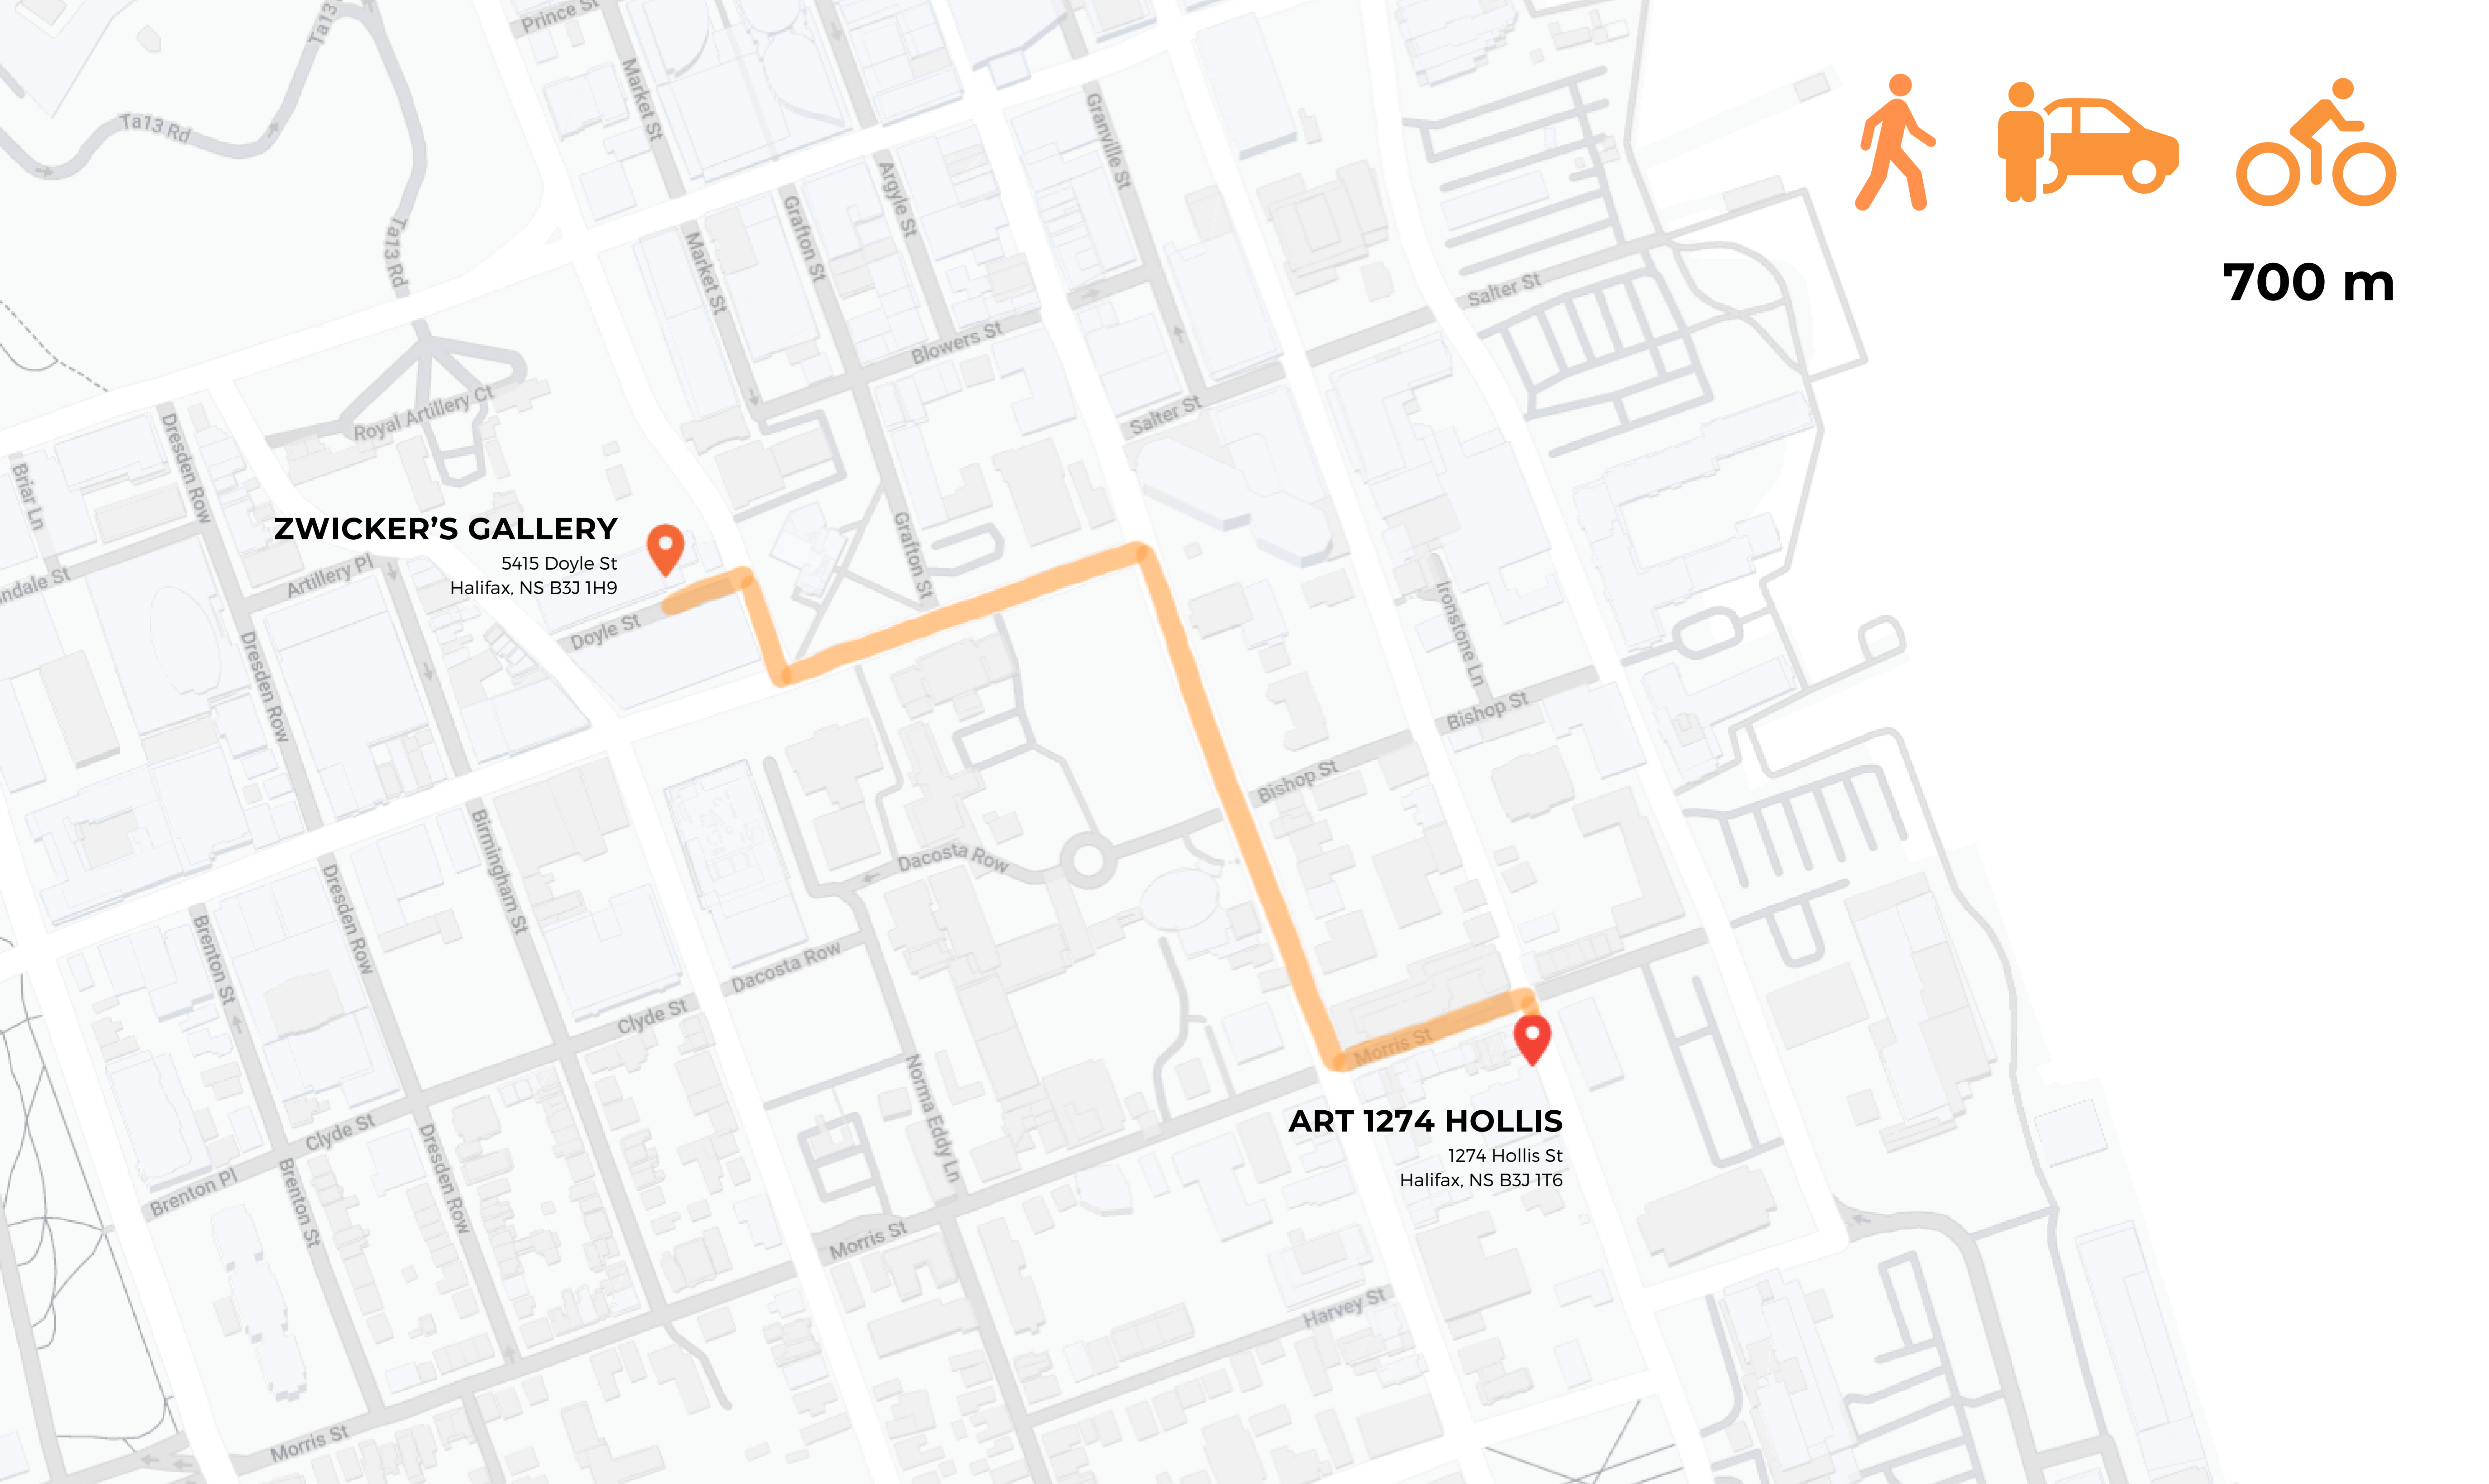 Prince St
Ta13
Market St
Granville St
Ta13 Rd
Argyle St
Grafton St
Ta13 Rd
Market St
700 m
Salter St
Blowers St
Royal Artillery Ct
Salter St
Dresden Row
Briar Ln
ZWICKER’S GALLERY
5415 Doyle St
Halifax, NS B3J 1H9
Grafton St
Artillery Pl
ndale St
Doyle St
Ironstone Ln
Dresden Row
Bishop St
Bishop St
Birmingham St
Dacosta Row
Dresden Row
Brenton St
Dacosta Row
Clyde St
Morris St
Norma Eddy Ln
ART 1274 HOLLIS
1274 Hollis St
Halifax, NS B3J 1T6
Clyde St
Dresden Row
Brenton Pl
Brenton St
Morris St
Harvey St
Morris St